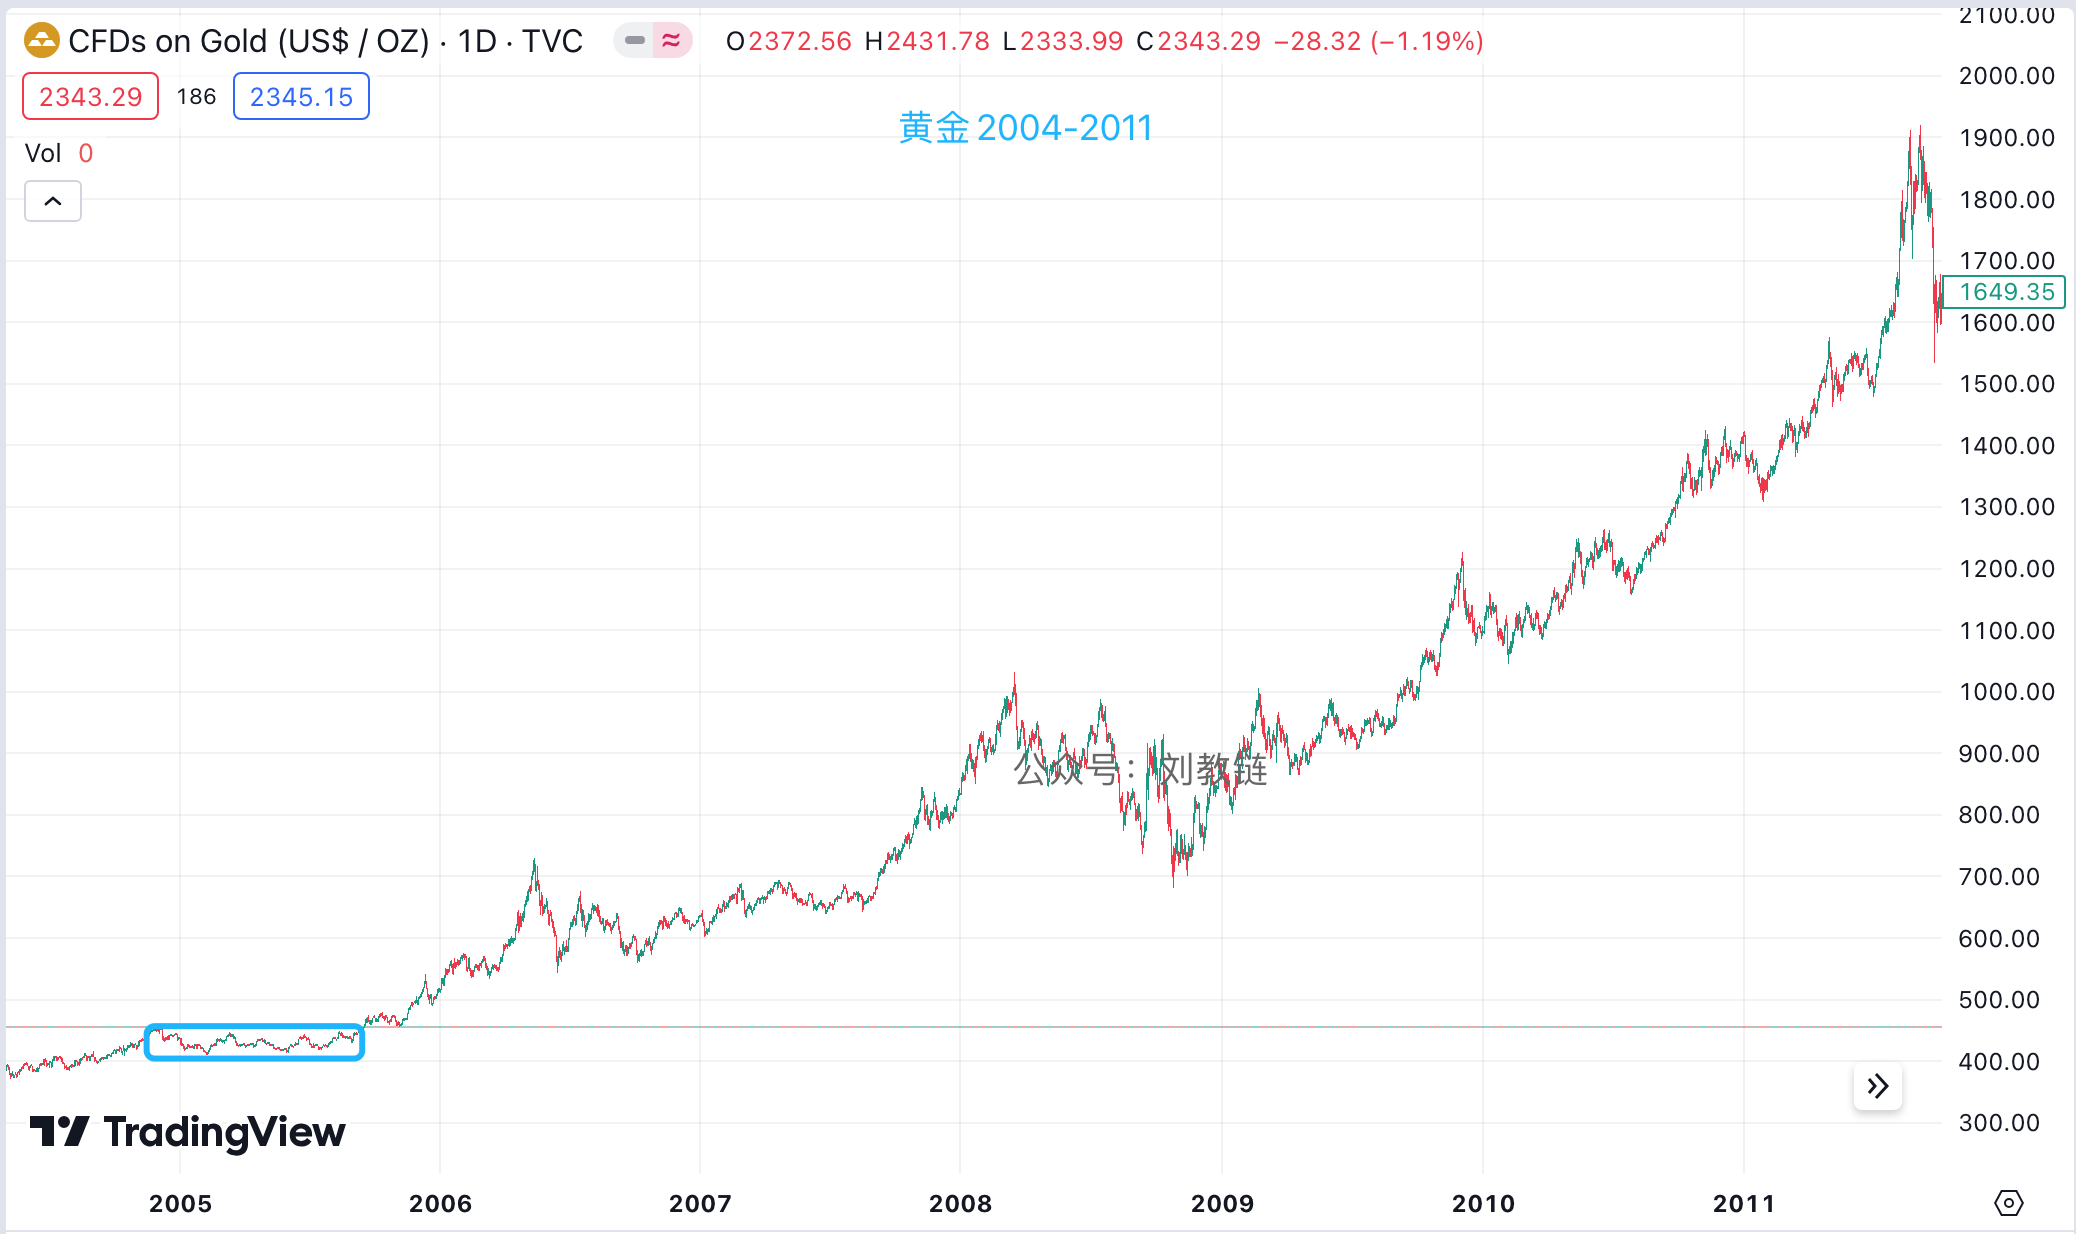 CFDs on Gold (US$ / OZ) · 1D · TVC
O2372.56 H2431.78 L2333.99 C2343.29 −28.32 (−1.19%)
2343.29 186 2345.15
Vol 0
黄金2004-2011
2100.00
2000.00
1900.00
1800.00
1700.00
1649.35
1600.00
1500.00
1400.00
1300.00
1200.00
1100.00
1000.00
900.00
公众号：刘教链
800.00
700.00
600.00
500.00
400.00
300.00
TradingView
2005 2006 2007 2008 2009 2010 2011